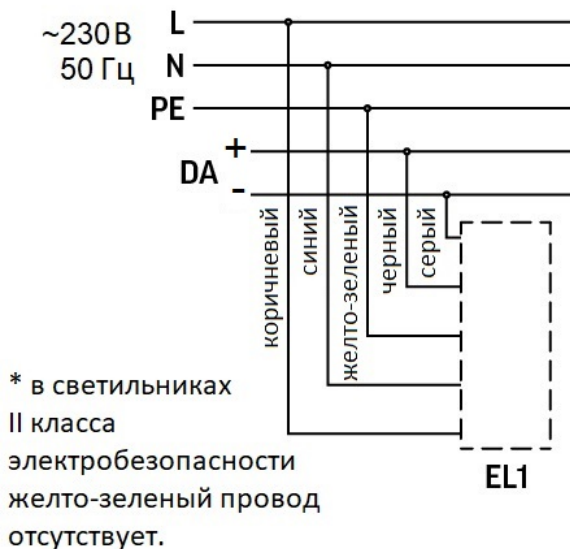 ~230В
50 Гц
L
N
PE
DA
+
-
коричневый
синий
желто-зеленый
черный
серый
EL1
* в светильниках
II класса
электробезопасности
желто-зеленый провод
отсутствует.